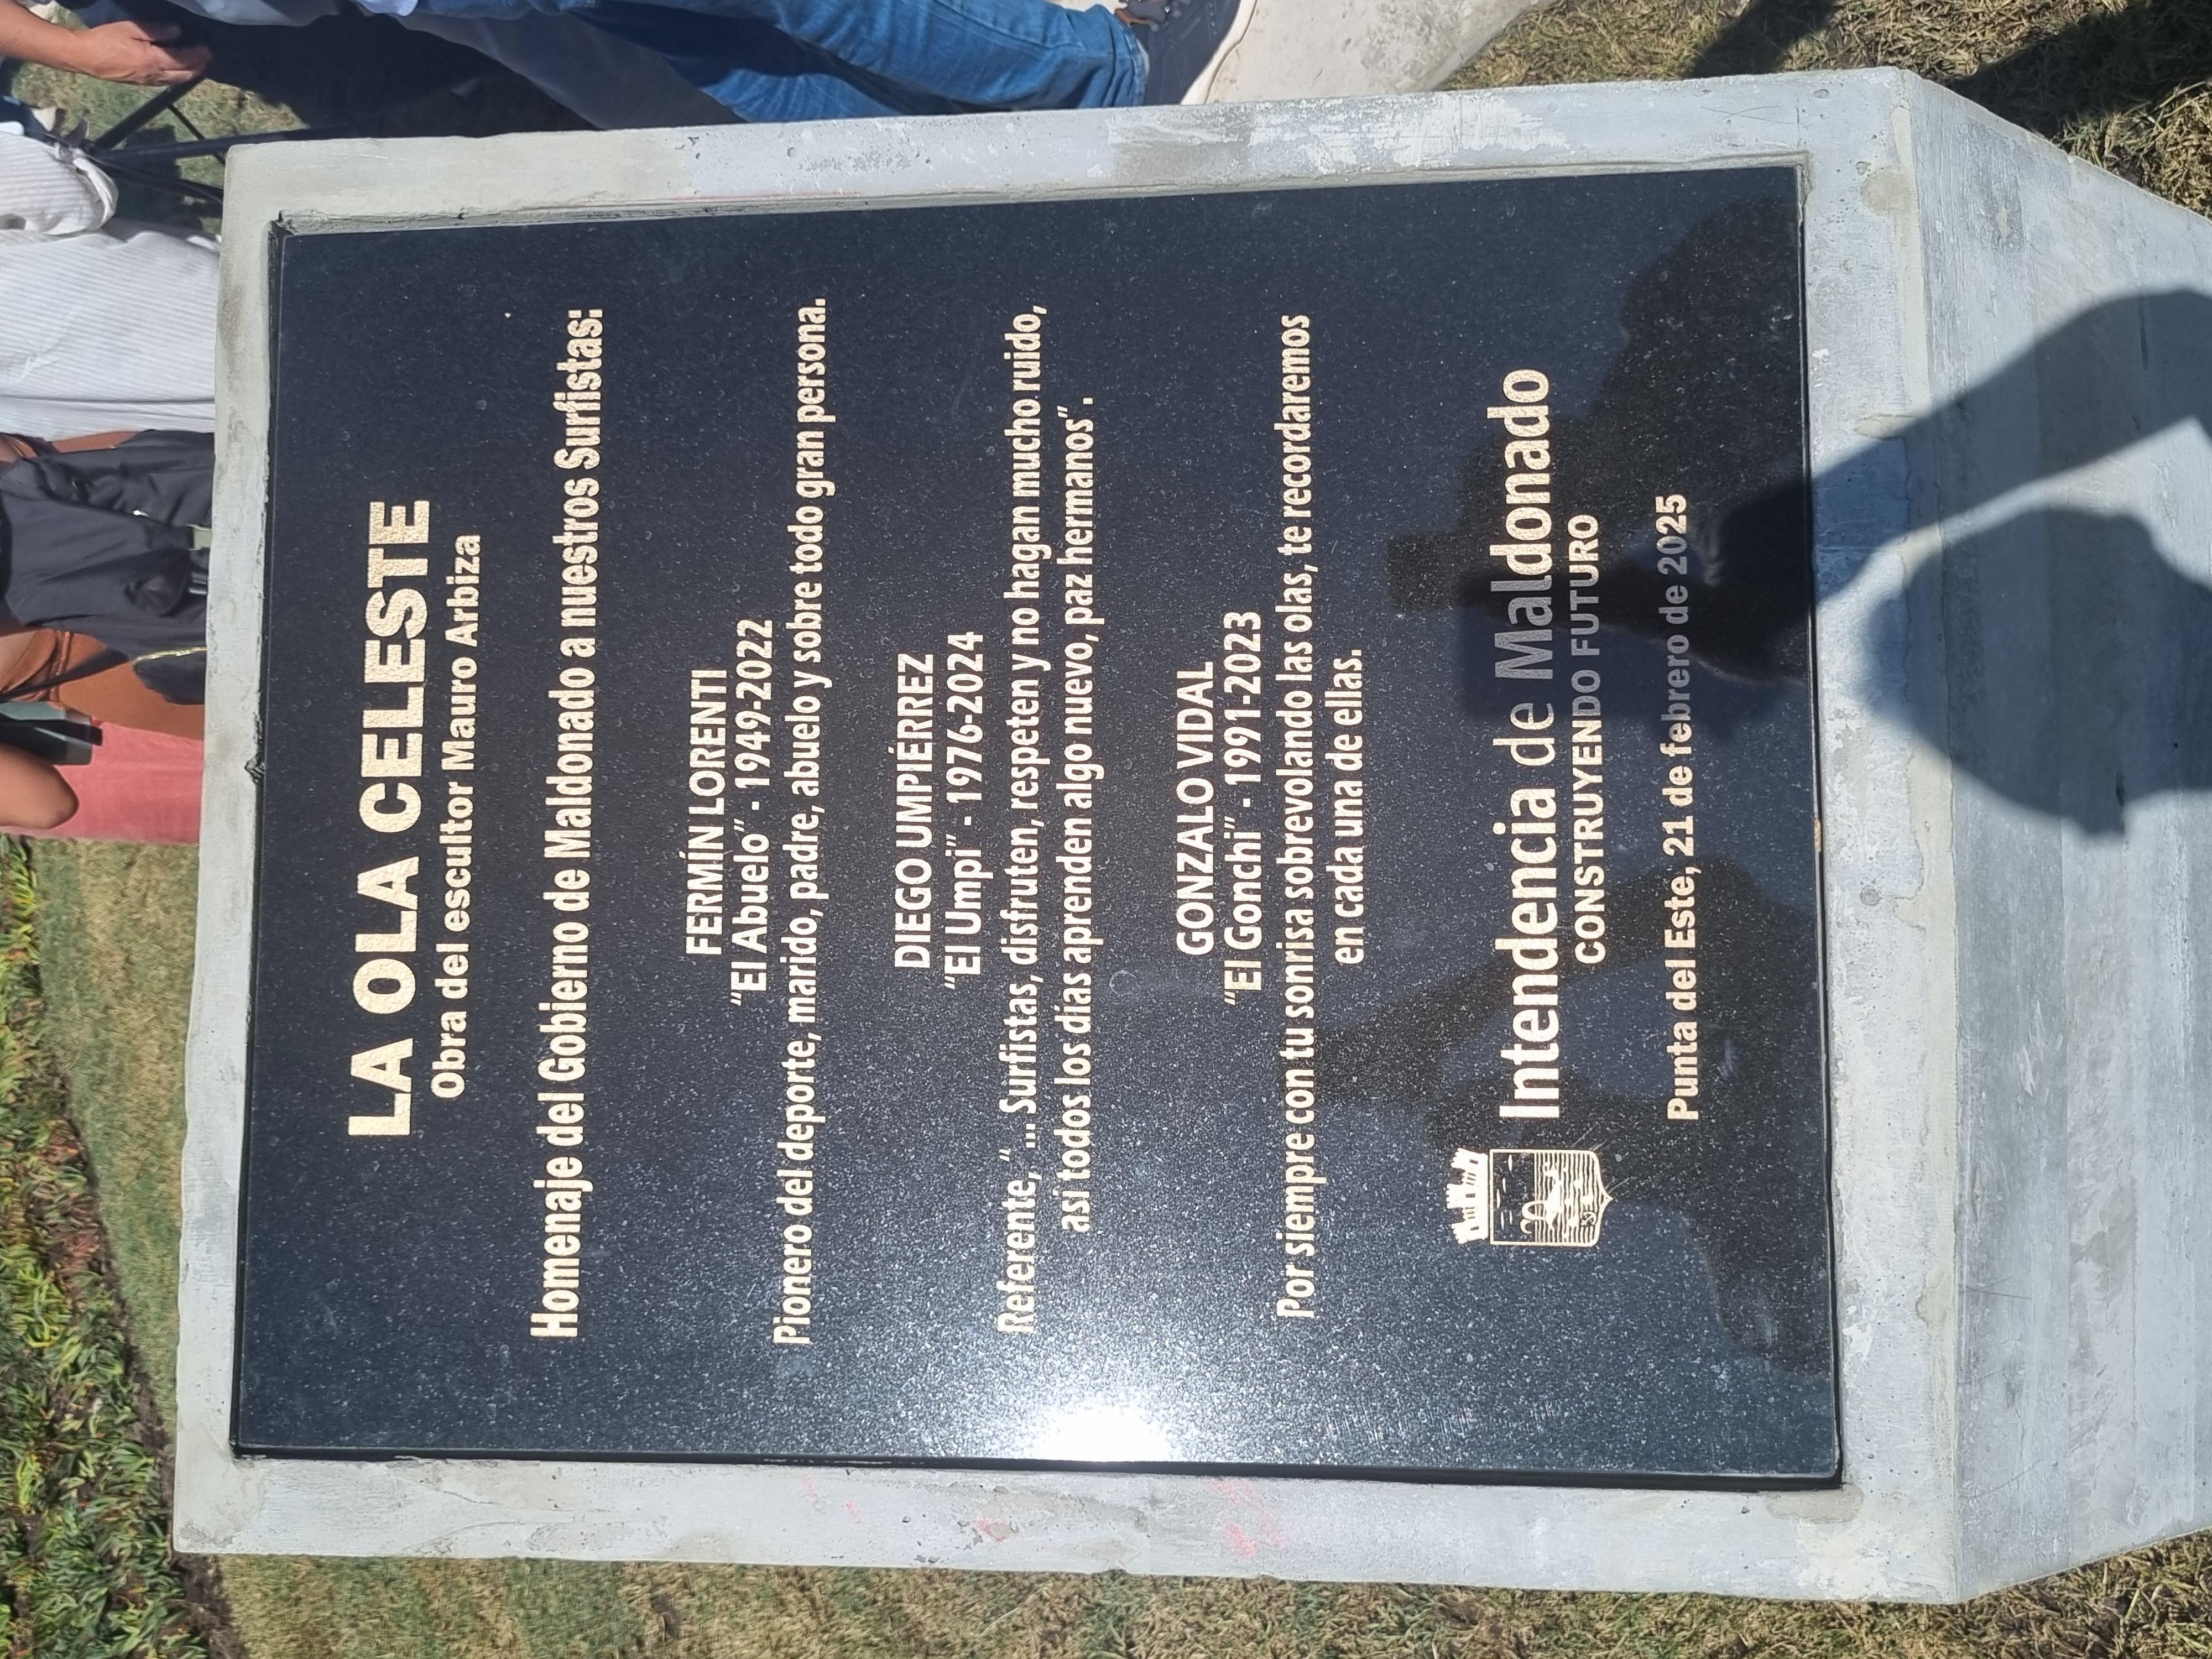 LA OLA CELESTE
Obra del escultor Mauro Arbiza
Homenaje del Gobierno de Maldonado a nuestros Surfistas:
FERMÍN LORENTI
"El Abuelo" - 1949-2022
Pionero del deporte, marido, padre, abuelo y sobre todo gran persona.
DIEGO UMPIÉRREZ
"El Umpi" - 1976-2024
Referente, "... Surfistas, disfruten, respeten y no hagan mucho ruido,
así todos los días aprenden algo nuevo, paz hermanos".
GONZALO VIDAL
"El Gonchi" - 1991-2023
Por siempre con tu sonrisa sobrevolando las olas, te recordaremos
en cada una de ellas.
Intendencia de Maldonado
CONSTRUYENDO FUTURO
Punta del Este, 21 de febrero de 2025